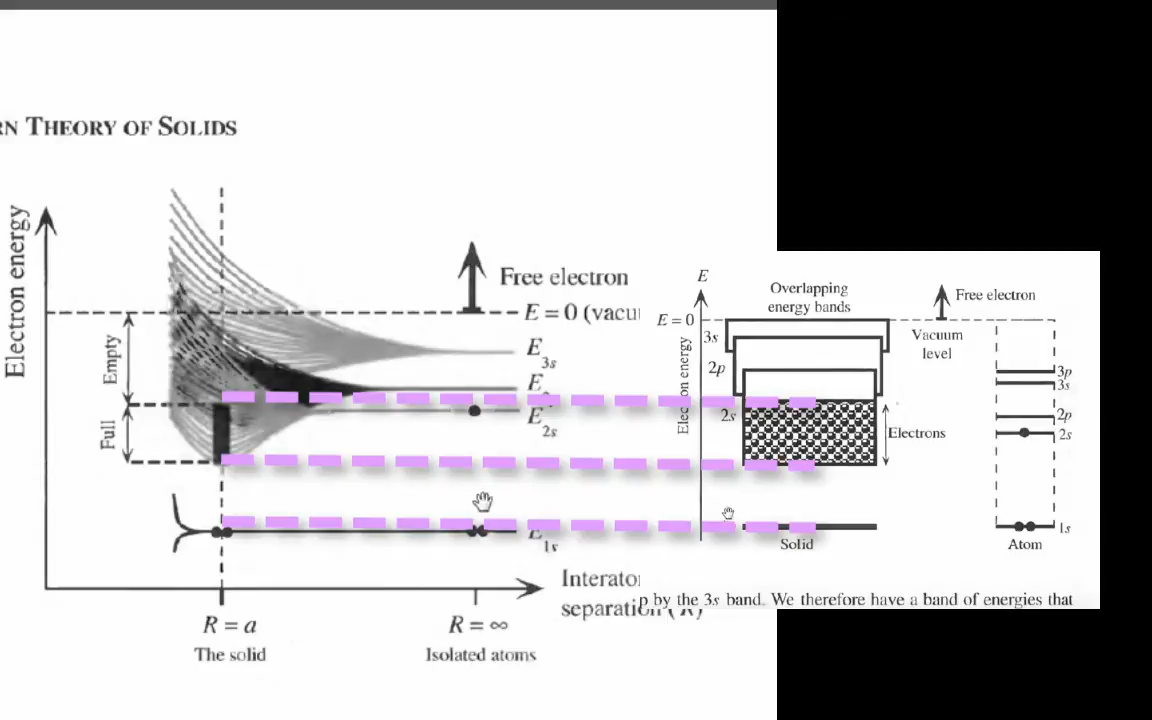 RN THEORY OF SOLIDS
Electron energy
Empty
Full
Free electron
E = 0 (vacu
E3s
E
E2s
E1s
Interato
separati
R = a
The solid
R = ∞
Isolated atoms
E
Overlapping
energy bands
Free electron
E = 0
Vacuum
level
Electron energy
3s
2p
2s
Electrons
3p
3s
2p
2s
1s
Solid
Atom
p by the 3s band. We therefore have a band of energies that